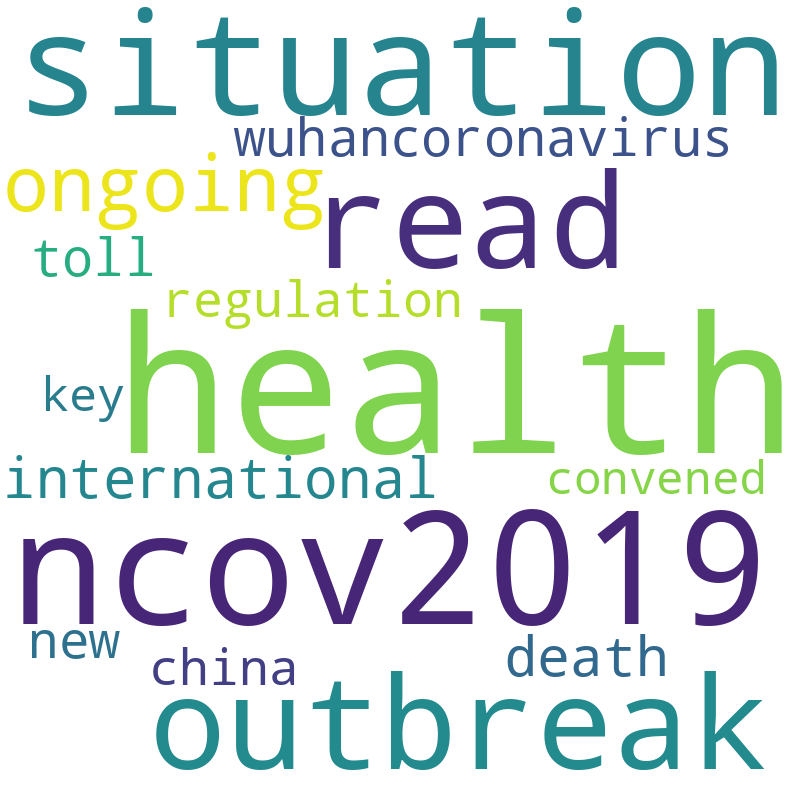 situation
wuhancoronavirus
ongoing
read
toll
regulation
health
key
international
convened
ncov2019
new
china
death
outbreak